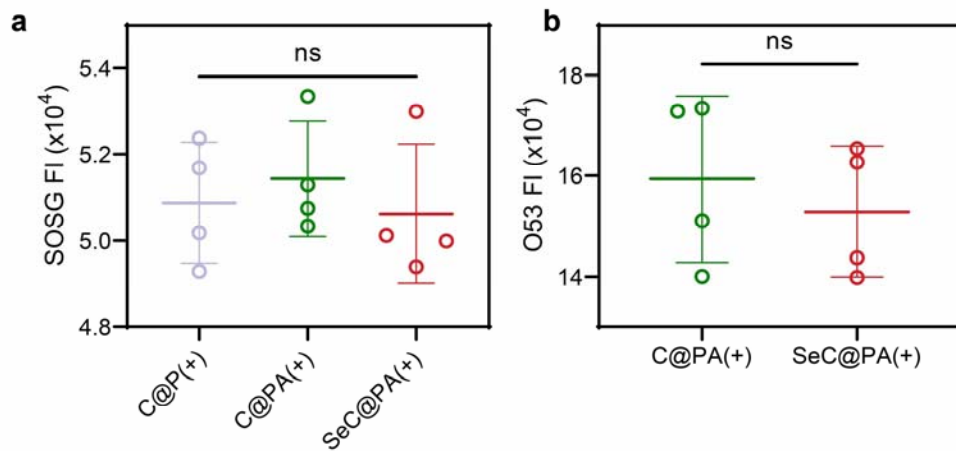 a
SOSG FI (x10⁴)
5.4
5.2
5.0
4.8
ns
C@P(+)
C@PA(+)
SeC@PA(+)
b
O53 FI (x10⁴)
18
16
14
ns
C@PA(+)
SeC@PA(+)